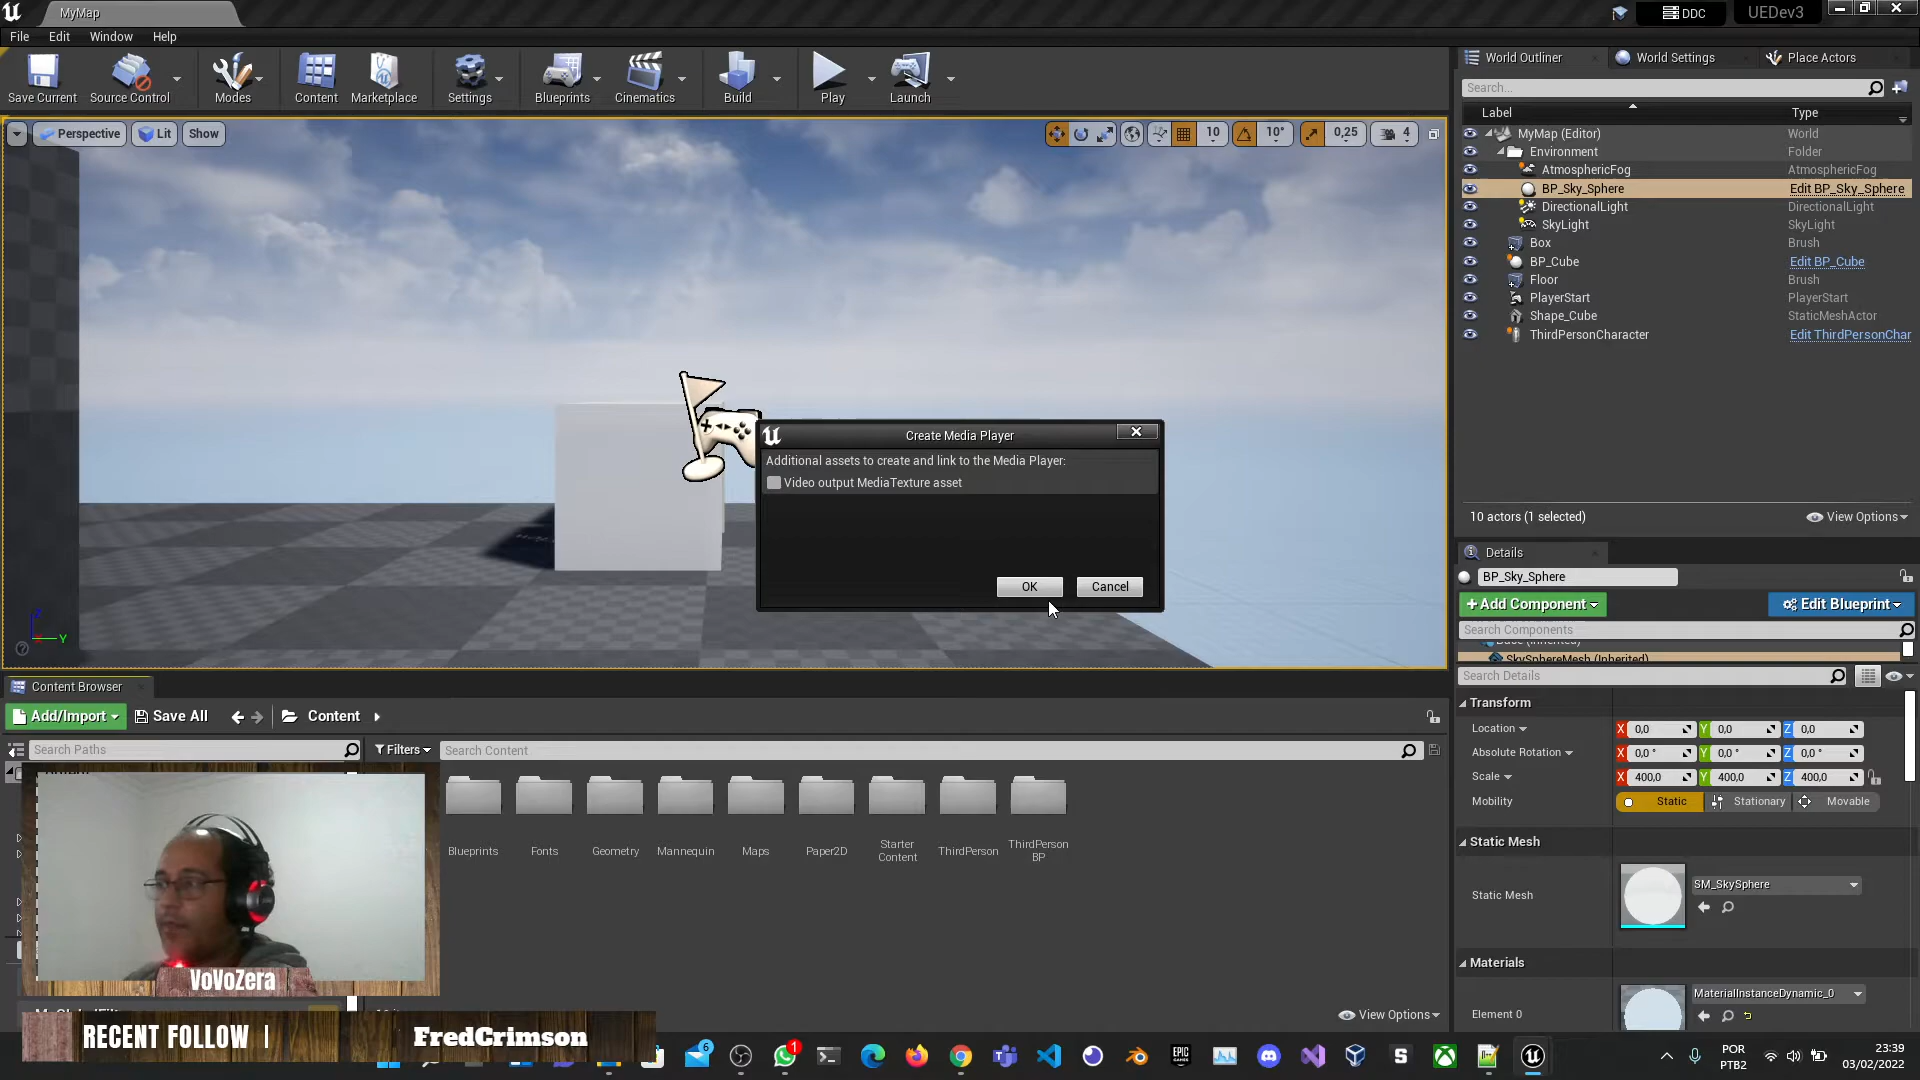 MyMap
DDC
UEDev3
File
Edit
Window
Help
Save Current
Source Control
Modes
Content
Marketplace
Settings
Blueprints
Cinematics
Build
Play
Launch
World Outliner
World Settings
Place Actors
Search...
Label
Type
MyMap (Editor)
World
Environment
Folder
AtmosphericFog
AtmosphericFog
BP_Sky_Sphere
Edit BP_Sky_Sphere
DirectionalLight
DirectionalLight
SkyLight
SkyLight
Box
Brush
BP_Cube
Edit BP_Cube
Floor
Brush
PlayerStart
PlayerStart
Shape_Cube
StaticMeshActor
ThirdPersonCharacter
Edit ThirdPersonChar
10 actors (1 selected)
View Options
Perspective
Lit
Show
10
10°
0,25
4
Create Media Player
Additional assets to create and link to the Media Player:
Video output MediaTexture asset
OK
Cancel
Z
Y
Details
BP_Sky_Sphere
+Add Component
Edit Blueprint
Search Components
SkySphereMesh (Inherited)
Search Details
Transform
Location
X 0,0 Y 0,0 Z 0,0
Absolute Rotation
X 0,0 ° Y 0,0 ° Z 0,0 °
Scale
X 400,0 Y 400,0 Z 400,0
Mobility
Static
Stationary
Movable
Static Mesh
Static Mesh
SM_SkySphere
Materials
Element 0
MaterialInstanceDynamic_0
Content Browser
Add/Import
Save All
Content
Search Paths
Filters
Search Content
Blueprints
Fonts
Geometry
Mannequin
Maps
Paper2D
Starter
Content
ThirdPerson
ThirdPerson
BP
View Options
VoVoZera
RECENT FOLLOW |
FredCrimson
6
1
EPIC
GAMES
S
POR
PTB2
23:39
03/02/2022